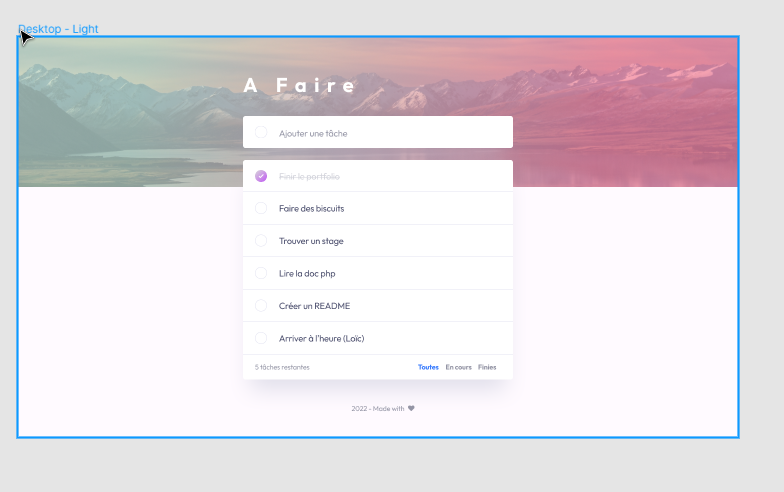 Desktop - Light
A Faire
Ajouter une tâche
Finir le portfolio
Faire des biscuits
Trouver un stage
Lire la doc php
Créer un README
Arriver à l'heure (Loïc)
5 tâches restantes Toutes En cours Finies
2022 - Made with ♥